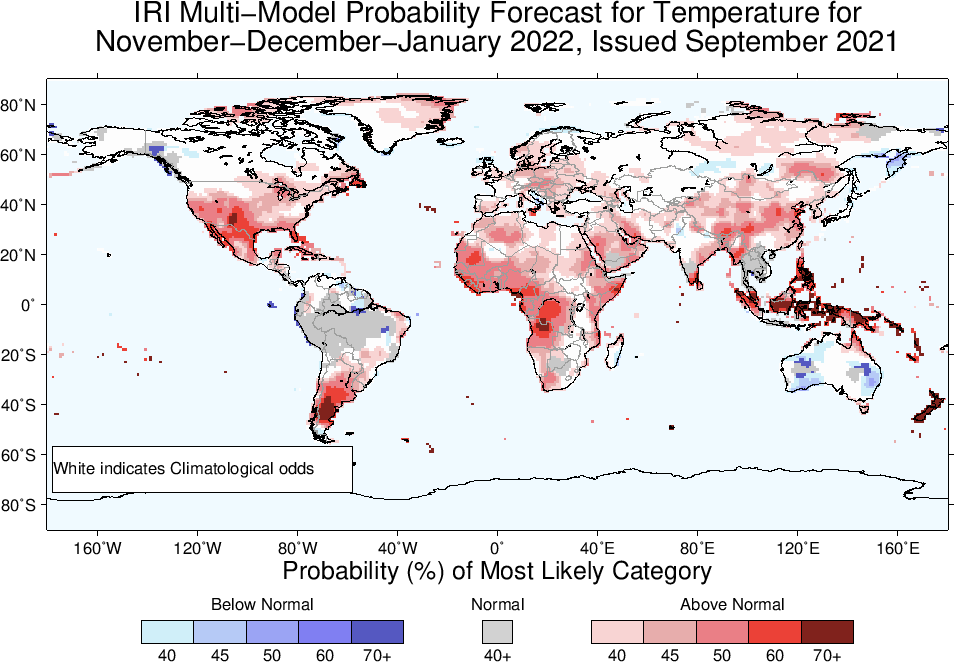 IRI Multi−Model Probability Forecast for Temperature for
November−December−January 2022, Issued September 2021
80˚N
60˚N
40˚N
20˚N
0˚
20˚S
40˚S
60˚S
80˚S
White indicates Climatological odds
160˚W 120˚W 80˚W 40˚W 0˚ 40˚E 80˚E 120˚E 160˚E
Probability (%) of Most Likely Category
Below Normal Normal Above Normal
40 45 50 60 70+ 40+ 40 45 50 60 70+